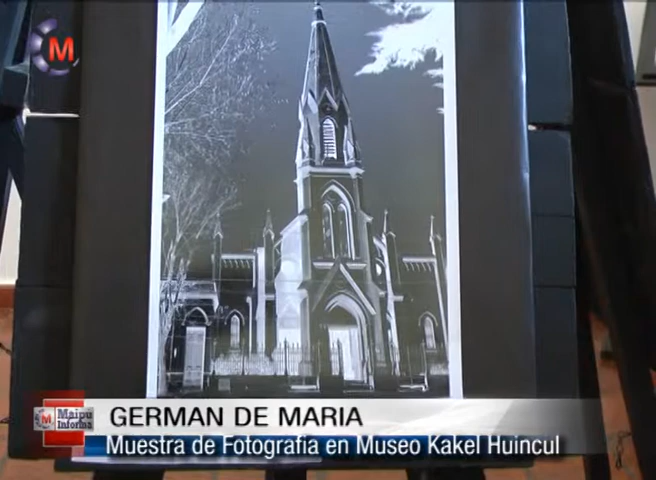 M
GERMAN DE MARIA
Maipu
Informa
M
Muestra de Fotografia en Museo Kakel Huincul